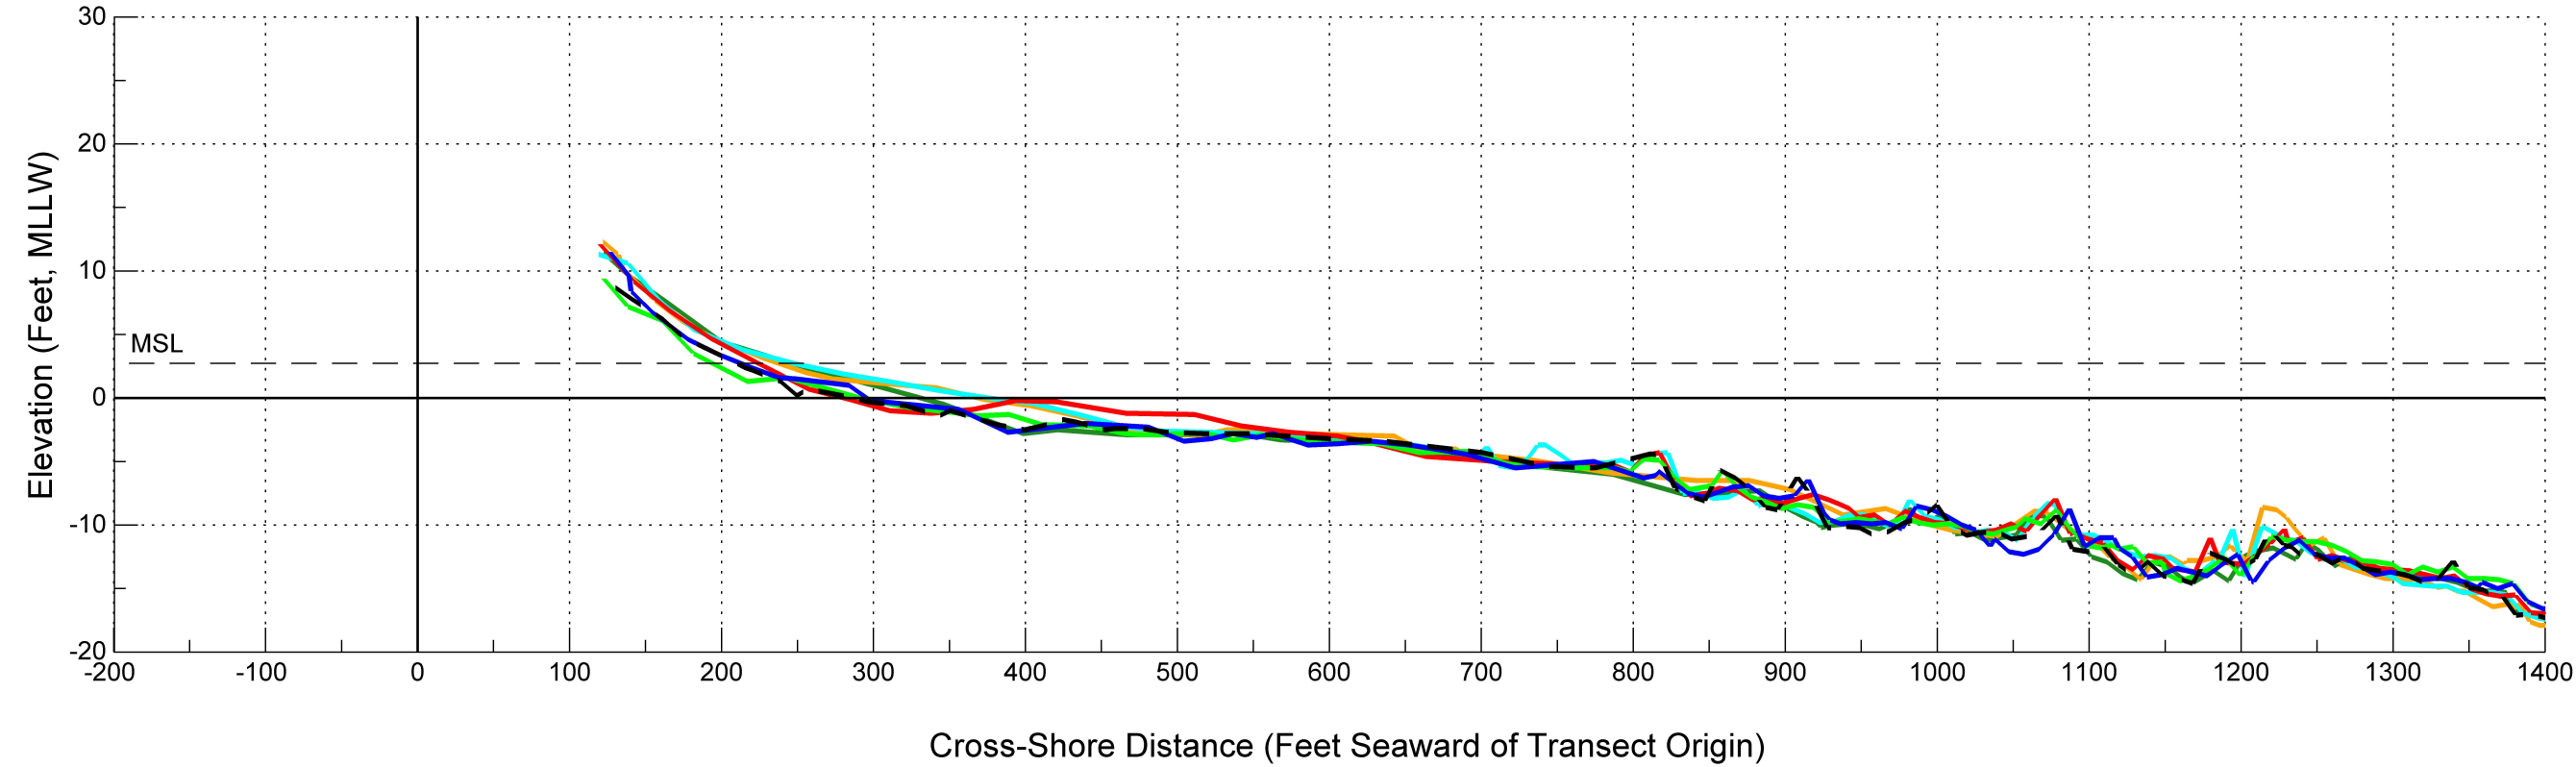 30
20
10
MSL
0
-10
-20
Elevation (Feet, MLLW)
-200 -100 0 100 200 300 400 500 600 700 800 900 1000 1100 1200 1300 1400
Cross-Shore Distance (Feet Seaward of Transect Origin)